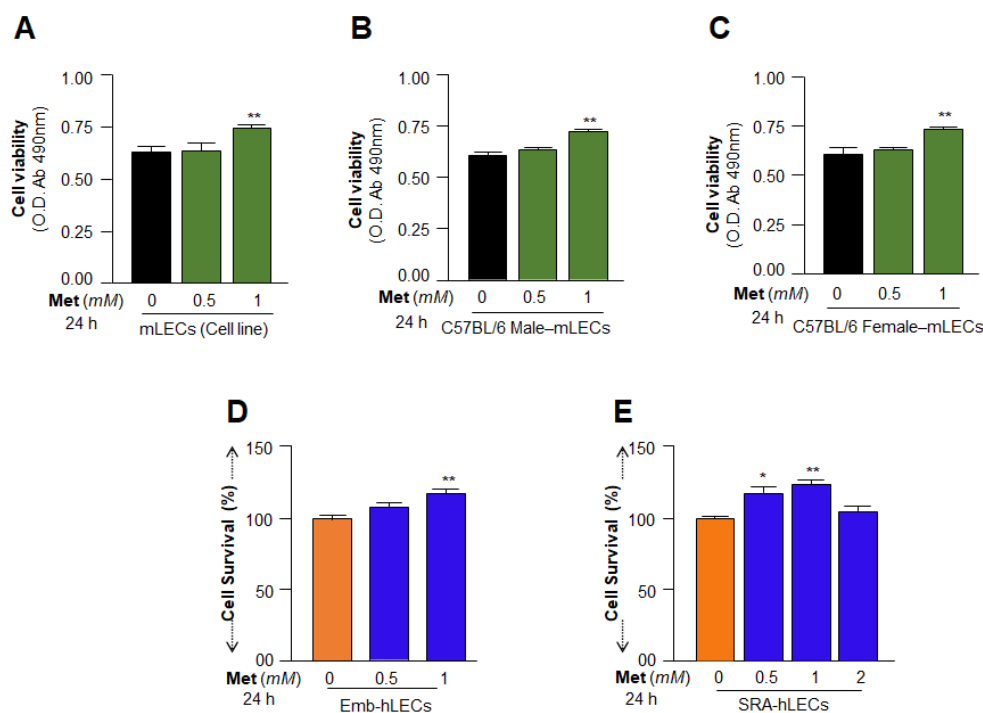 A
Cell viability
(O.D. Ab 490nm)
1.00
0.75
0.50
0.25
0.00
**
Met (mM) 0 0.5 1
24 h
mLECs (Cell line)
B
Cell viability
(O.D. Ab 490nm)
1.00
0.75
0.50
0.25
0.00
**
Met (mM) 0 0.5 1
24 h
C57BL/6 Male–mLECs
C
Cell viability
(O.D. Ab 490nm)
1.00
0.75
0.50
0.25
0.00
**
Met (mM) 0 0.5 1
24 h
C57BL/6 Female–mLECs
D
Cell Survival (%)
150
100
50
00
**
Met (mM) 0 0.5 1
24 h
Emb-hLECs
E
Cell Survival (%)
150
100
50
00
* **
Met (mM) 0 0.5 1 2
24 h
SRA-hLECs